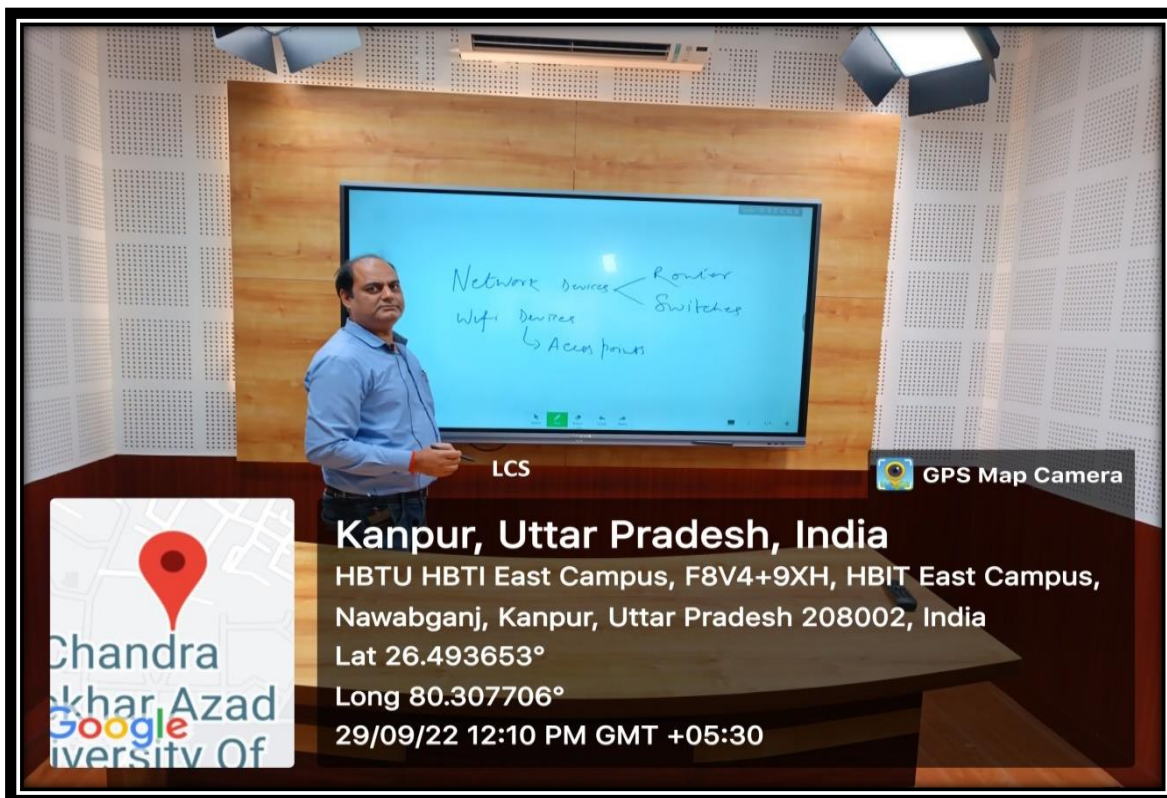 Network Devices Router
Switches
Wifi Devices
Access points
LCS
GPS Map Camera
Kanpur, Uttar Pradesh, India
HBTU HBTI East Campus, F8V4+9XH, HBIT East Campus,
Nawabganj, Kanpur, Uttar Pradesh 208002, India
Lat 26.493653°
Long 80.307706°
29/09/22 12:10 PM GMT +05:30
Chandra
ekhar Azad
Google
iversity Of